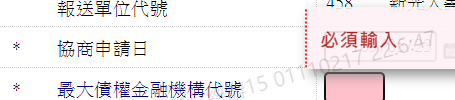 報送單位代號
458
* 協商申請日
必須輸入
* 最大債權金融機構代號